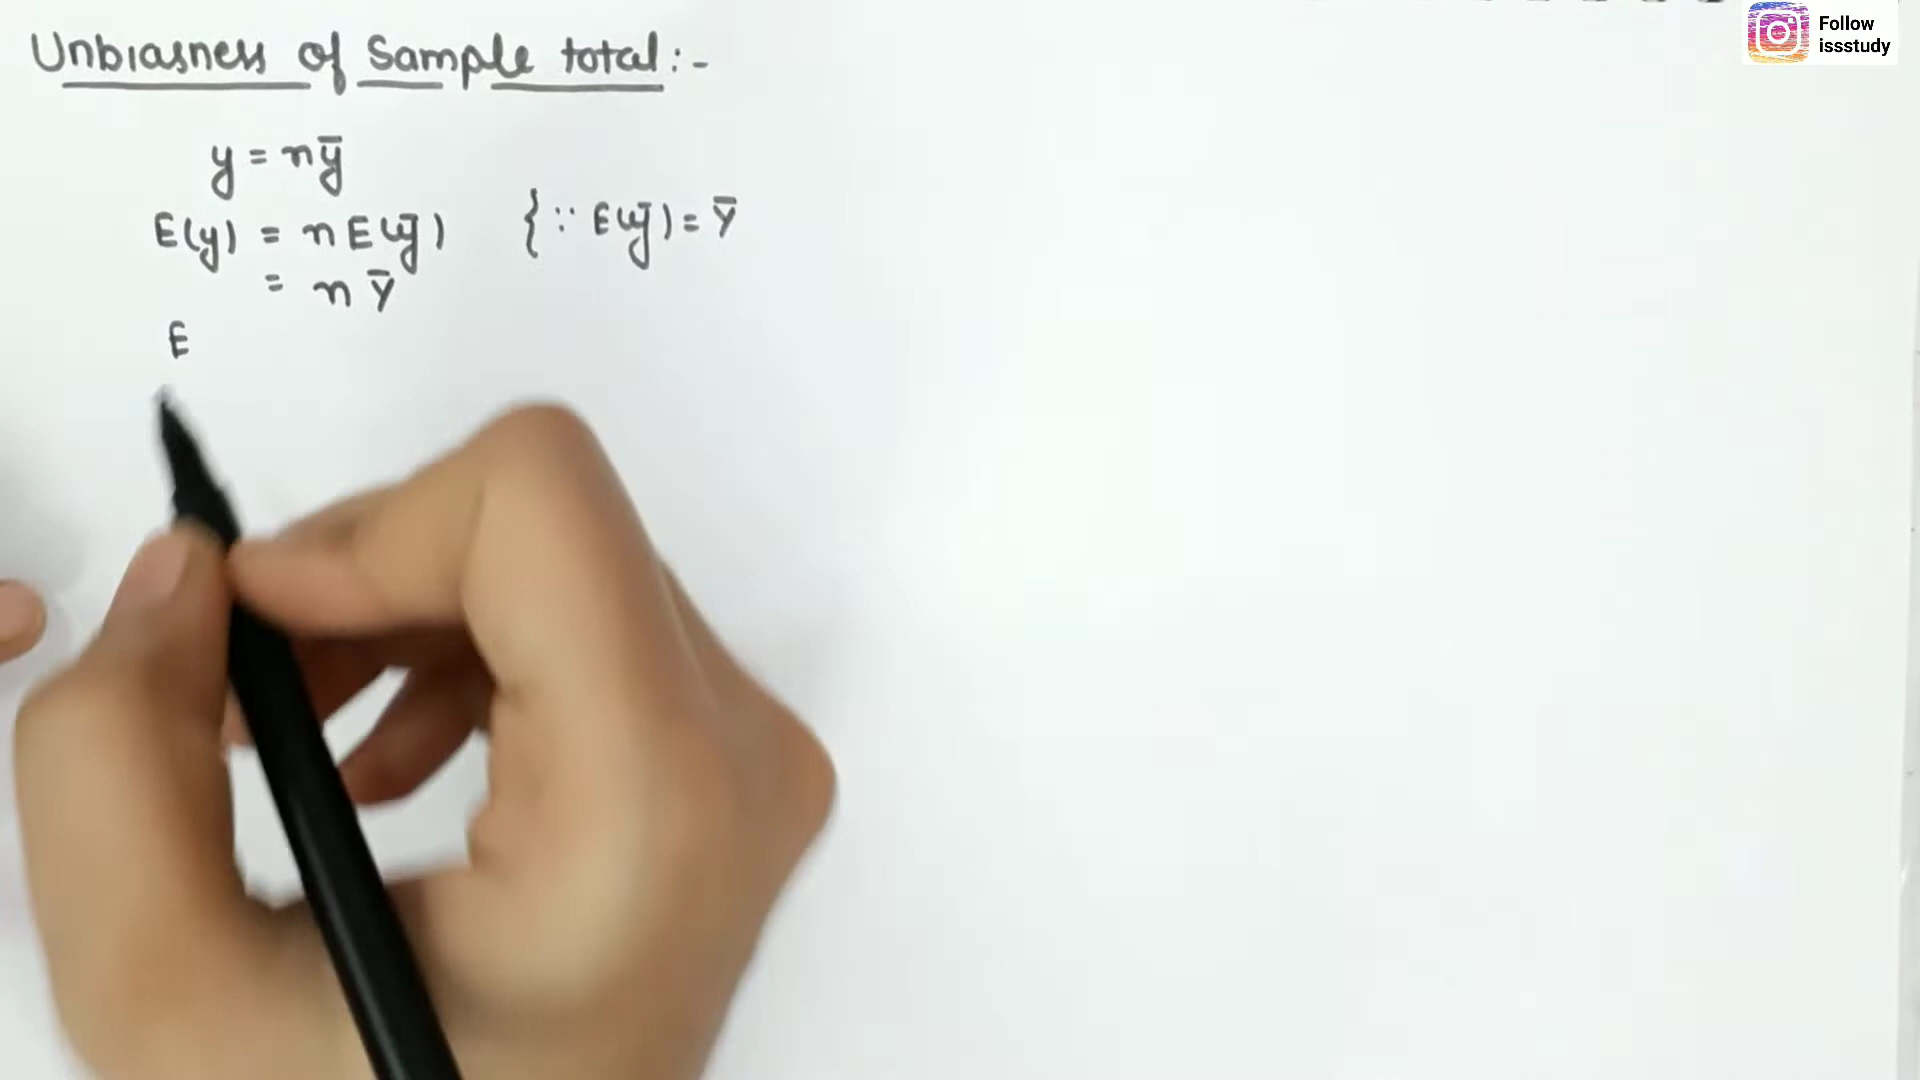 Unbiasness of Sample total:-
y = nȳ
E(y) = n E(ȳ) {∵ E(ȳ) = Ȳ
= n Ȳ
E
Follow
issstudy